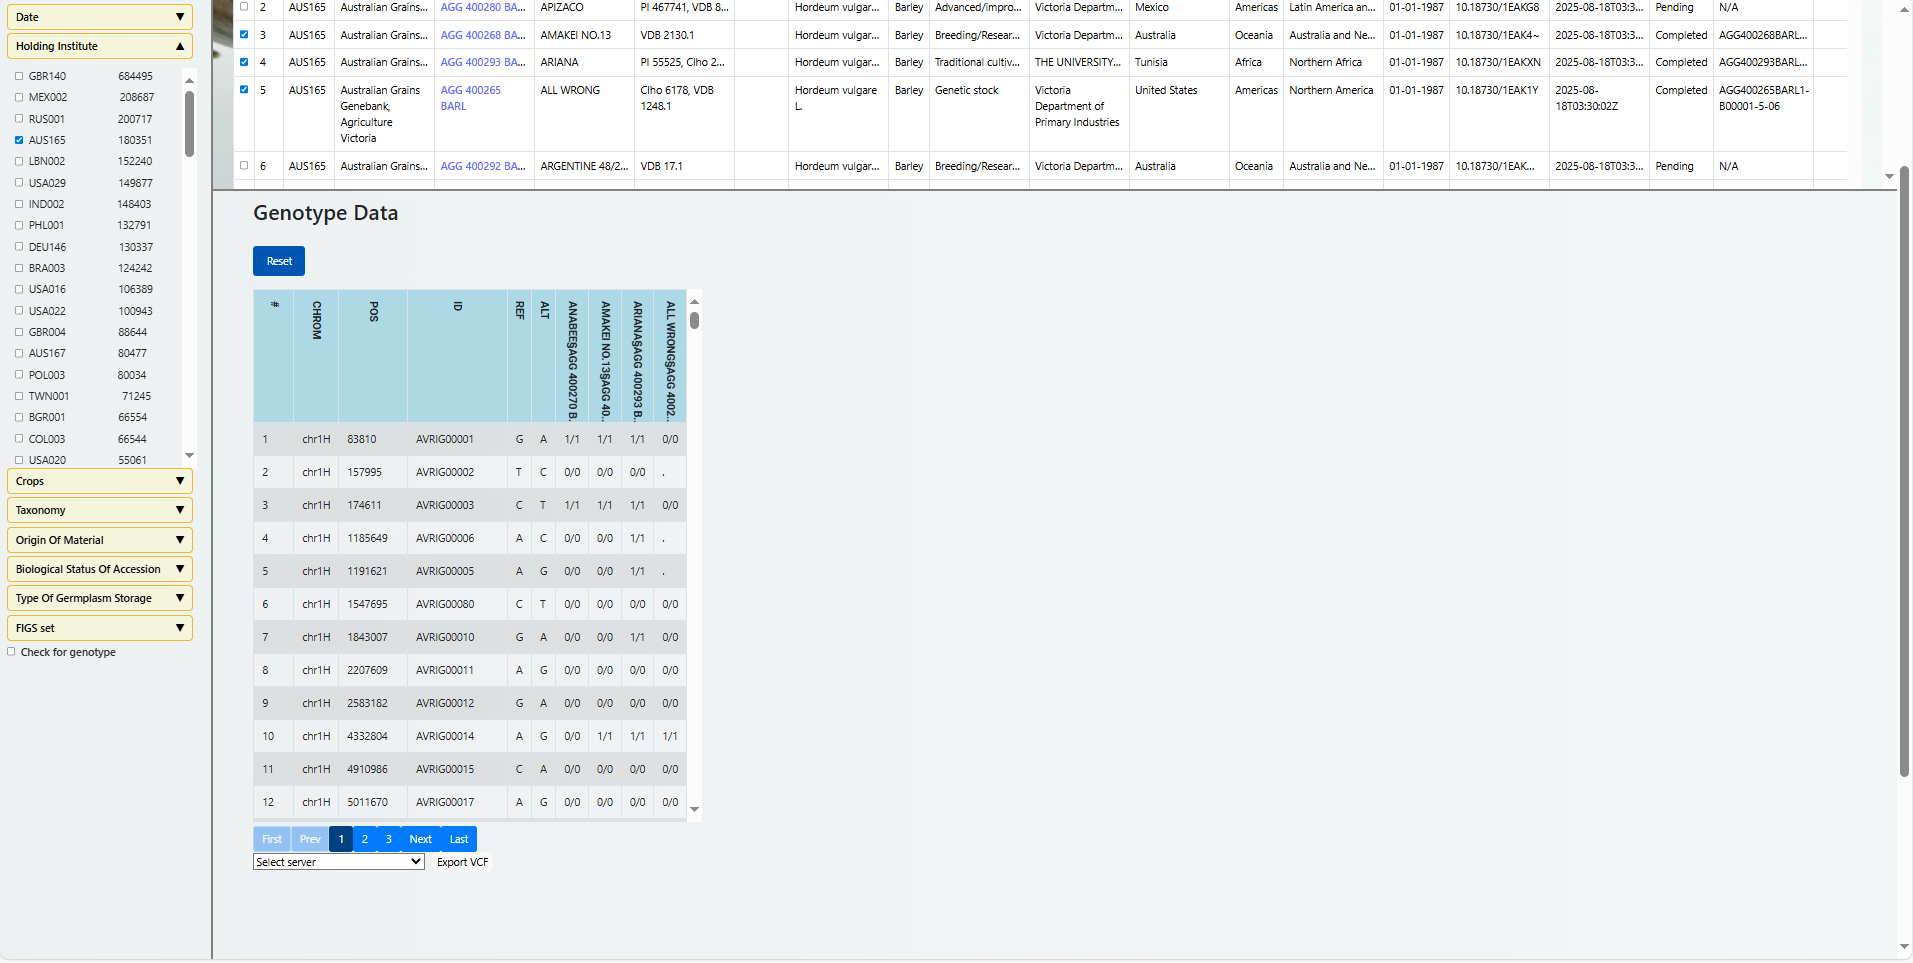 Date ▼
Holding Institute ▲
GBR140 684495
MEX002 208687
RUS001 200717
AUS165 180351
LBN002 152240
USA029 149877
IND002 148403
PHL001 132791
DEU146 130337
BRA003 124242
USA016 106389
USA022 100943
GBR004 88644
AUS167 80477
POL003 80034
TWN001 71245
BGR001 66554
COL003 66544
USA020 55061
Crops ▼
Taxonomy ▼
Origin Of Material ▼
Biological Status Of Accession ▼
Type Of Germplasm Storage ▼
FIGS set ▼
Check for genotype
2 AUS165 Australian Grains... AGG 400280 BA... APIZACO PI 467741, VDB 8... Hordeum vulgar... Barley Advanced/impro... Victoria Departm... Mexico Americas Latin America an... 01-01-1987 10.18730/1EAKG8 2025-08-18T03:3... Pending N/A
3 AUS165 Australian Grains... AGG 400268 BA... AMAKEI NO.13 VDB 2130.1 Hordeum vulgar... Barley Breeding/Resear... Victoria Departm... Australia Oceania Australia and Ne... 01-01-1987 10.18730/1EAK4~ 2025-08-18T03:3... Completed AGG400268BARL...
4 AUS165 Australian Grains... AGG 400293 BA... ARIANA PI 55525, CIho 2... Hordeum vulgar... Barley Traditional cultiv... THE UNIVERSITY... Tunisia Africa Northern Africa 01-01-1987 10.18730/1EAKXN 2025-08-18T03:3... Completed AGG400293BARL...
5 AUS165 Australian Grains AGG 400265 ALL WRONG CIho 6178, VDB Hordeum vulgare Barley Genetic stock Victoria United States Americas Northern America 01-01-1987 10.18730/1EAK1Y 2025-08- Completed AGG400265BARL1-
Genebank, BARL 1248.1 L. Department of 18T03:30:02Z B00001-5-06
Agriculture Primary Industries
Victoria
6 AUS165 Australian Grains... AGG 400292 BA... ARGENTINE 48/2... VDB 17.1 Hordeum vulgar... Barley Breeding/Resear... Victoria Departm... Australia Oceania Australia and Ne... 01-01-1987 10.18730/1EAK... 2025-08-18T03:3... Pending N/A
Genotype Data
Reset
# CHROM POS ID REF ALT ANABEE§AGG 400270 B... AMAKEI NO.13§AGG 40... ARIANA§AGG 400293 B... ALL WRONG§AGG 4002...
1 chr1H 83810 AVRIG00001 G A 1/1 1/1 1/1 0/0
2 chr1H 157995 AVRIG00002 T C 0/0 0/0 0/0 .
3 chr1H 174611 AVRIG00003 C T 1/1 1/1 1/1 0/0
4 chr1H 1185649 AVRIG00006 A C 0/0 0/0 1/1 .
5 chr1H 1191621 AVRIG00005 A G 0/0 0/0 1/1 .
6 chr1H 1547695 AVRIG00080 C T 0/0 0/0 0/0 0/0
7 chr1H 1843007 AVRIG00010 G A 0/0 0/0 1/1 0/0
8 chr1H 2207609 AVRIG00011 A G 0/0 0/0 0/0 0/0
9 chr1H 2583182 AVRIG00012 G A 0/0 0/0 0/0 0/0
10 chr1H 4332804 AVRIG00014 A G 0/0 1/1 1/1 1/1
11 chr1H 4910986 AVRIG00015 C A 0/0 0/0 0/0 0/0
12 chr1H 5011670 AVRIG00017 A G 0/0 0/0 0/0 0/0
First Prev 1 2 3 Next Last
Select server Export VCF